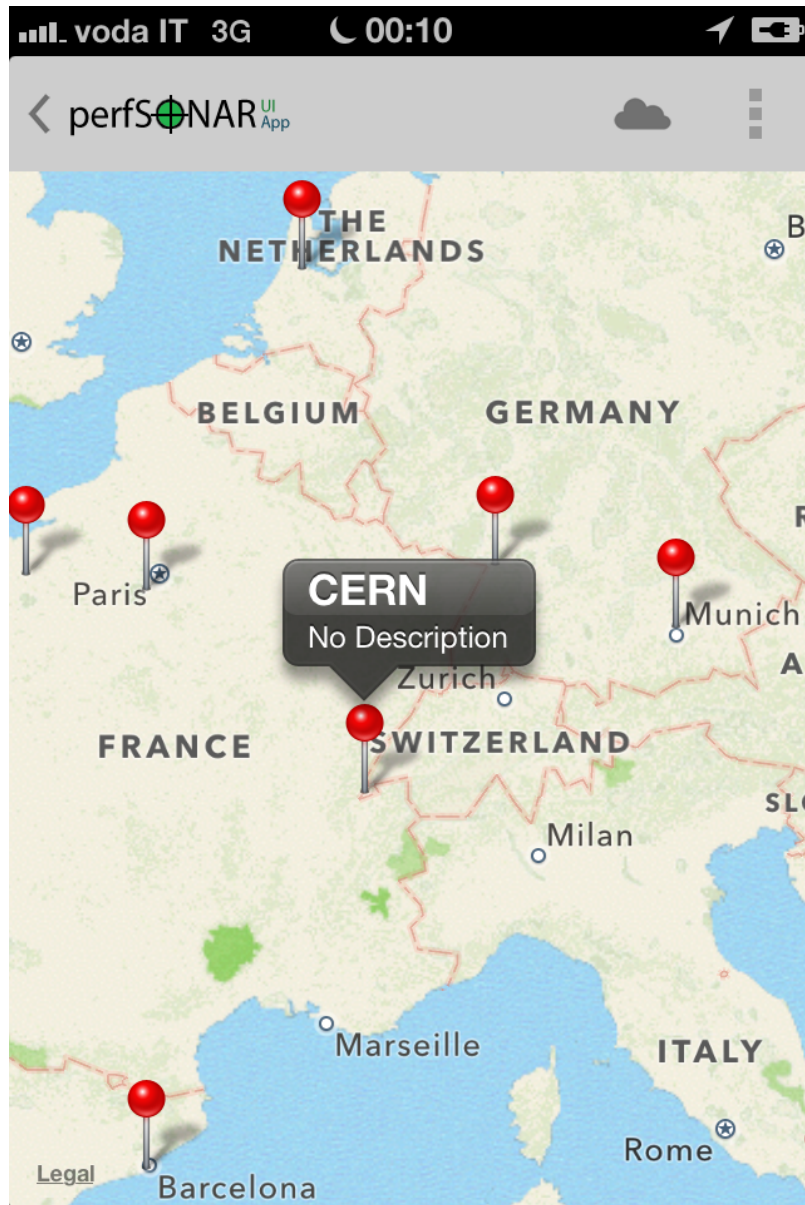 voda IT 3G 00:10
perfSONAR UI App
THE
NETHERLANDS
B
BELGIUM
GERMANY
R
Paris
CERN
No Description
Munich
A
Zurich
FRANCE
SWITZERLAND
SLO
Milan
Marseille
ITALY
Rome
Legal
Barcelona